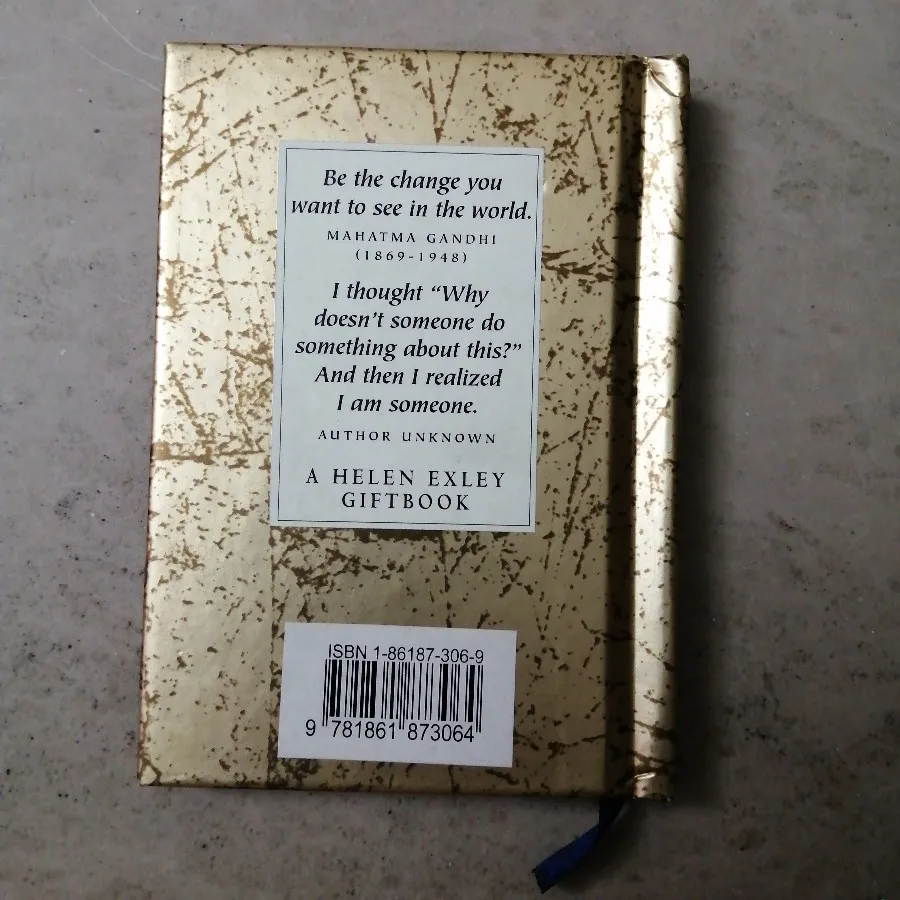 Be the change you
want to see in the world.
MAHATMA GANDHI
(1869-1948)
I thought “Why
doesn't someone do
something about this?”
And then I realized
I am someone.
AUTHOR UNKNOWN
A HELEN EXLEY
GIFTBOOK
ISBN 1-86187-306-9
9 781861 873064